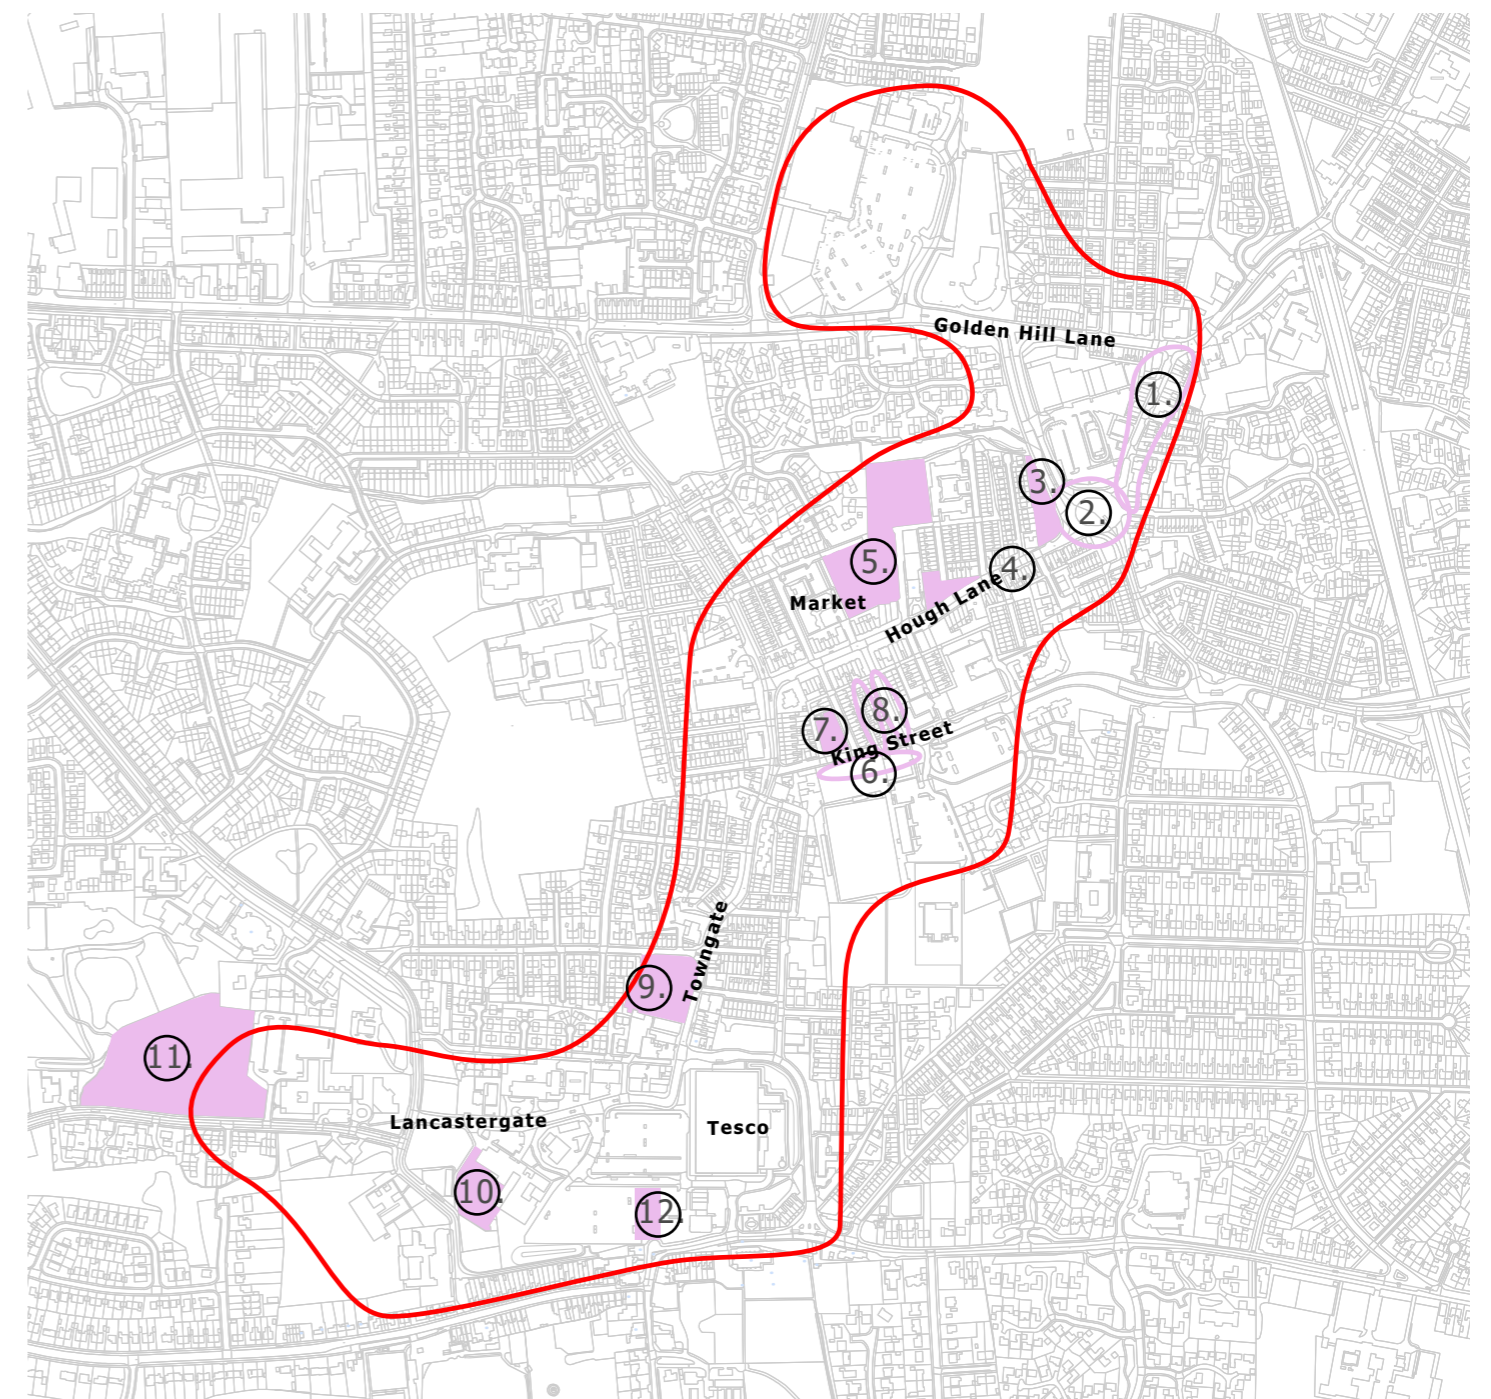 Golden Hill Lane
1.
3.
2.
5.
4.
Market
Hough Lane
8.
7.
King Street
6.
Towngate
9.
11.
Lancastergate
Tesco
10.
12.